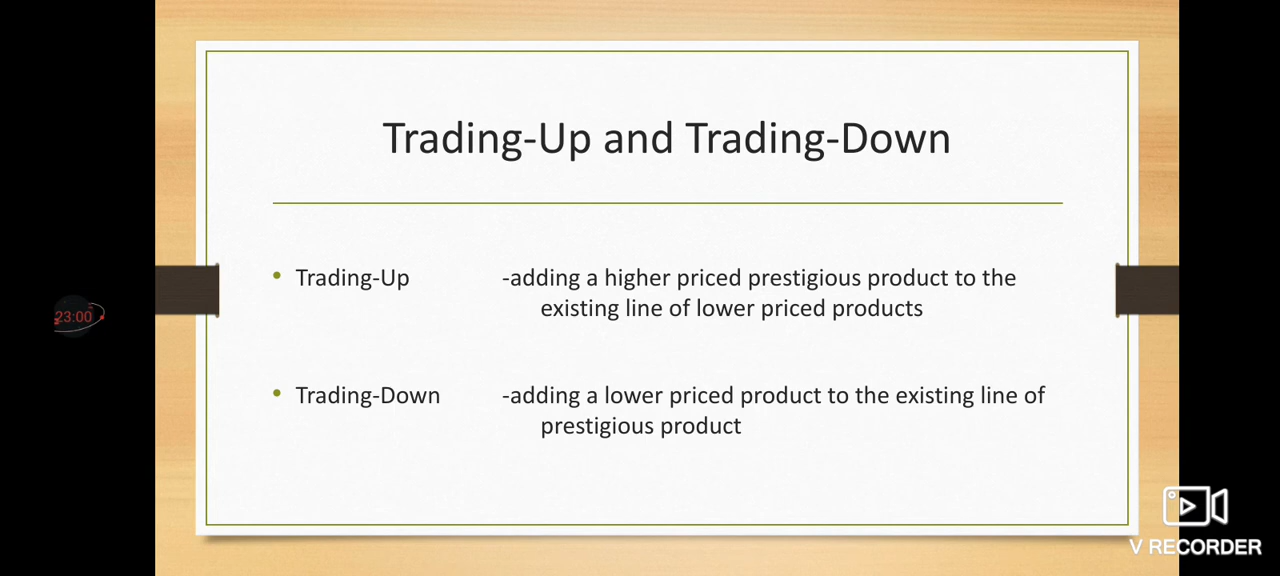 Trading-Up and Trading-Down
• Trading-Up -adding a higher priced prestigious product to the
existing line of lower priced products
• Trading-Down -adding a lower priced product to the existing line of
prestigious product
23:00
V RECORDER